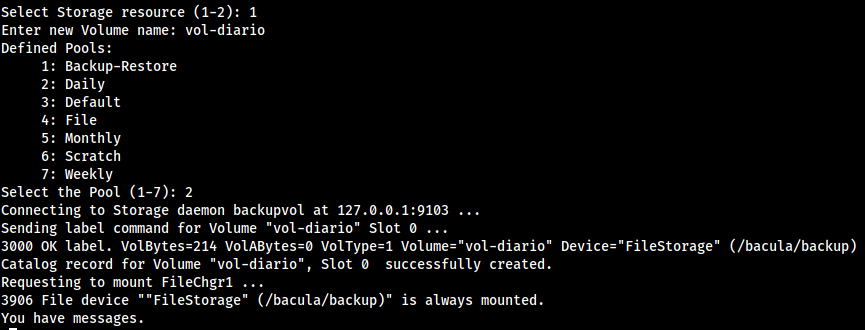 Select Storage resource (1-2): 1
Enter new Volume name: vol-diario
Defined Pools:
     1: Backup-Restore
     2: Daily
     3: Default
     4: File
     5: Monthly
     6: Scratch
     7: Weekly
Select the Pool (1-7): 2
Connecting to Storage daemon backupvol at 127.0.0.1:9103 ...
Sending label command for Volume "vol-diario" Slot 0 ...
3000 OK label. VolBytes=214 VolABytes=0 VolType=1 Volume="vol-diario" Device="FileStorage" (/bacula/backup)
Catalog record for Volume "vol-diario", Slot 0  successfully created.
Requesting to mount FileChgr1 ...
3906 File device ""FileStorage" (/bacula/backup)" is always mounted.
You have messages.